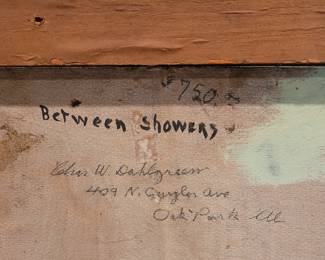 $750.00
Between Showers
Chas W. Dahlgreen
409 N. Cuyler Ave
Oak Park Ill